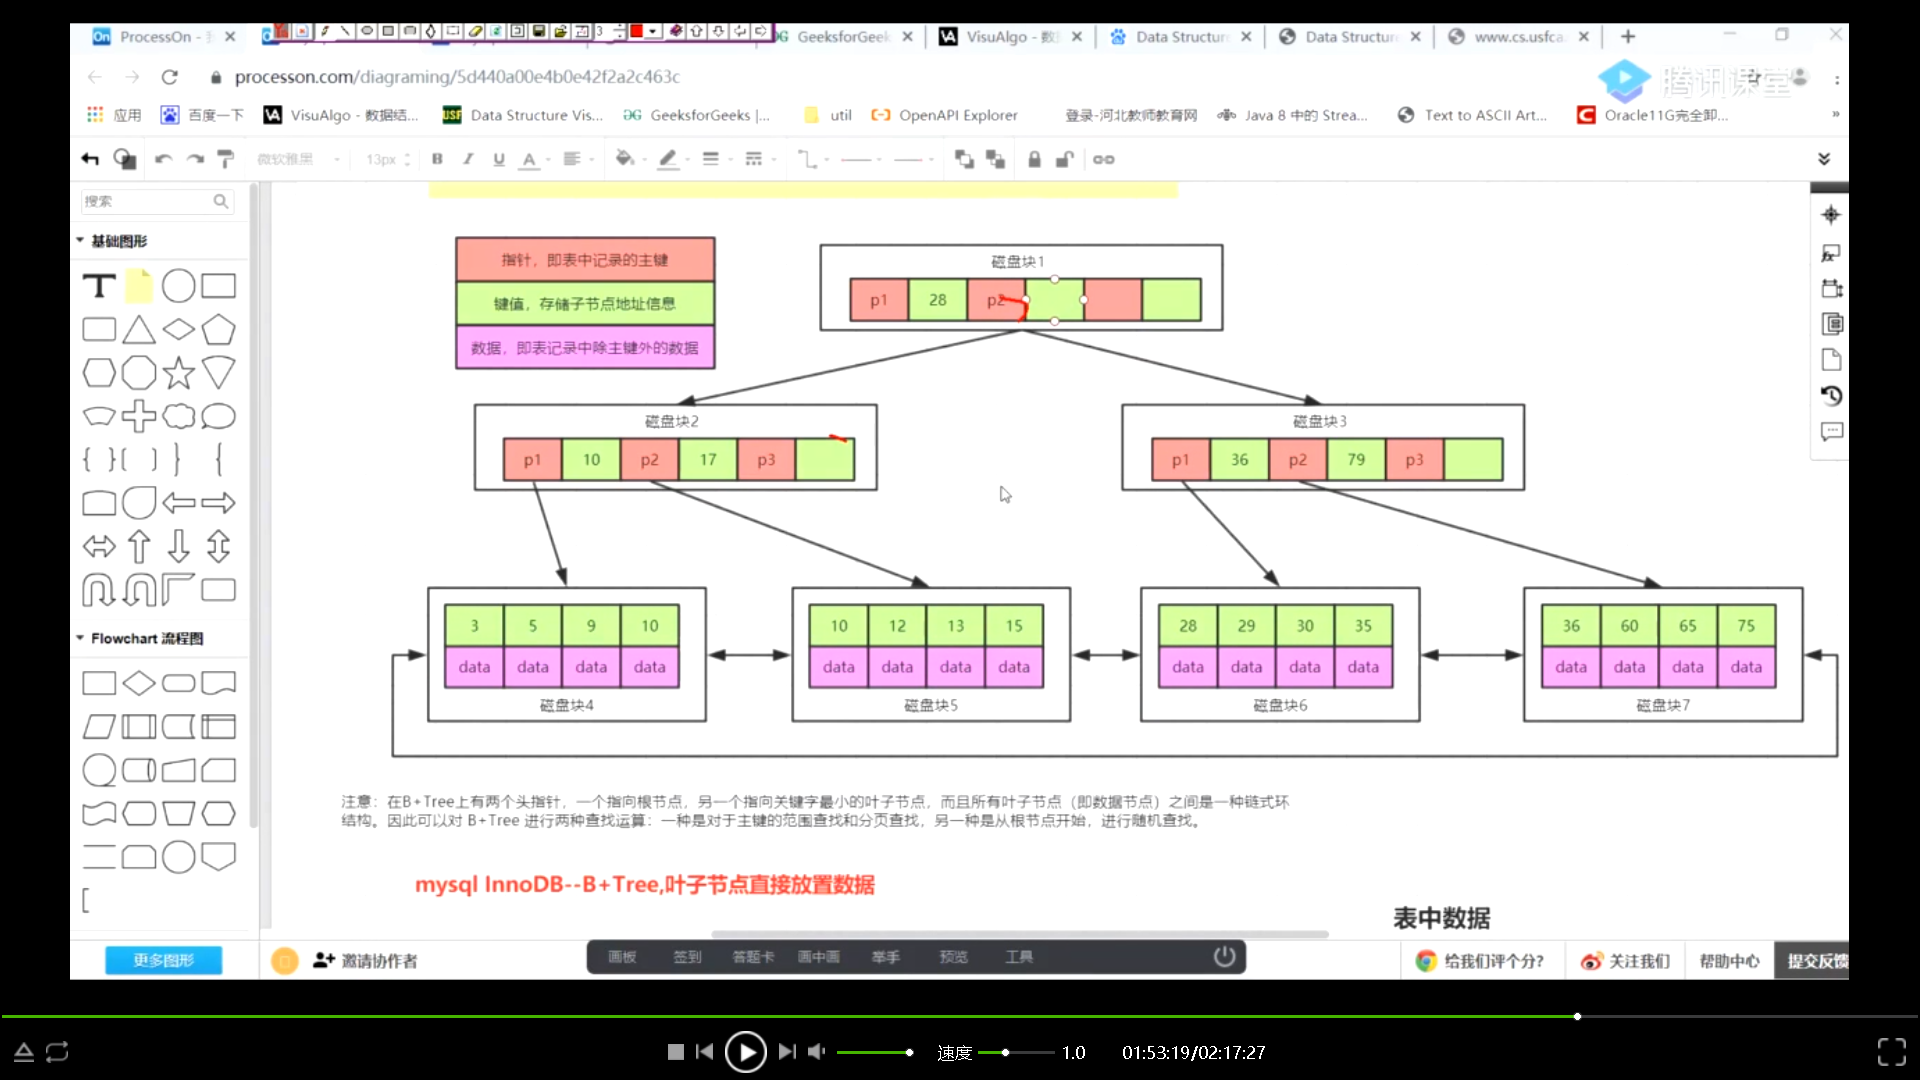 ProcessOn -
GeeksforGeek
VisuAlgo - 数
Data Structur
Data Structur
www.cs.usfca
processon.com/diagraming/5d440a00e4b0e42f2a2c463c
腾讯课堂
应用
百度一下
VisuAlgo - 数据结...
Data Structure Vis...
GeeksforGeeks |...
util
OpenAPI Explorer
登录-河北教师教育网
Java 8 中的 Strea...
Text to ASCII Art...
Oracle11G完全卸...
微软雅黑
13px
B I U A
搜索
基础图形
指针，即表中记录的主键
键值，存储子节点地址信息
数据，即表记录中除主键外的数据
磁盘块1
p1 28 p2
磁盘块2
p1 10 p2 17 p3
磁盘块3
p1 36 p2 79 p3
3 5 9 10
data data data data
磁盘块4
10 12 13 15
data data data data
磁盘块5
28 29 30 35
data data data data
磁盘块6
36 60 65 75
data data data data
磁盘块7
Flowchart 流程图
注意：在B+Tree上有两个头指针，一个指向根节点，另一个指向关键字最小的叶子节点，而且所有叶子节点（即数据节点）之间是一种链式环
结构。因此可以对 B+Tree 进行两种查找运算：一种是对于主键的范围查找和分页查找，另一种是从根节点开始，进行随机查找。
mysql InnoDB--B+Tree,叶子节点直接放置数据
表中数据
更多图形
邀请协作者
画板 签到 答题卡 画中画 举手 预览 工具
给我们评个分?
关注我们
帮助中心
提交反馈
速度 1.0
01:53:19/02:17:27